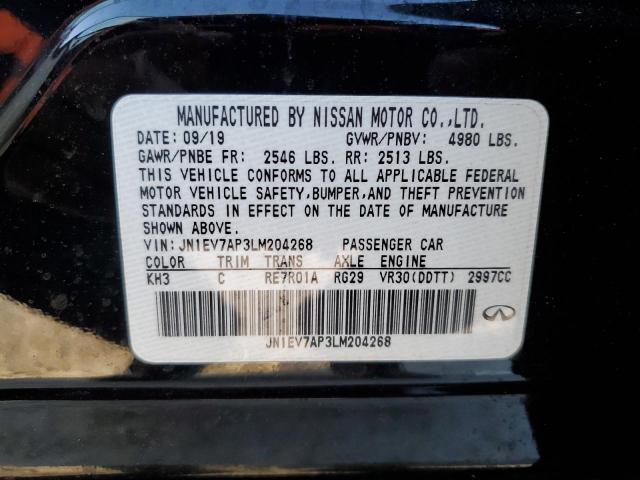 MANUFACTURED BY NISSAN MOTOR CO.,LTD.
DATE: 09/19 GVWR/PNBV: 4980 LBS.
GAWR/PNBE FR: 2546 LBS. RR: 2513 LBS.
THIS VEHICLE CONFORMS TO ALL APPLICABLE FEDERAL
MOTOR VEHICLE SAFETY,BUMPER,AND THEFT PREVENTION
STANDARDS IN EFFECT ON THE DATE OF MANUFACTURE
SHOWN ABOVE.
VIN:JN1EV7AP3LM204268 PASSENGER CAR
COLOR TRIM TRANS AXLE ENGINE
KH3 C RE7R01A RG29 VR30(DDTT) 2997CC
JN1EV7AP3LM204268